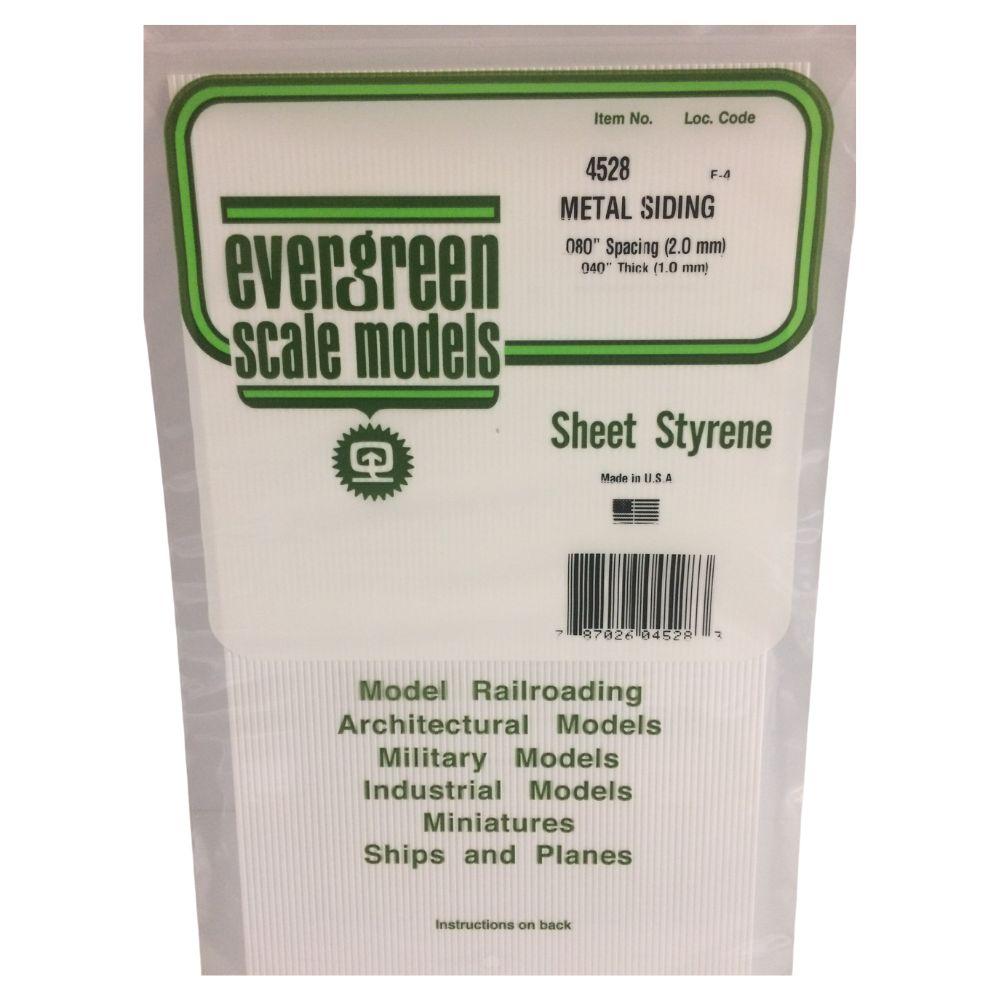 Item No. Loc. Code
4528 F-4
METAL SIDING
.080" Spacing (2.0 mm)
.040" Thick (1.0 mm)
evergreen
scale models
Sheet Styrene
Made in U.S.A
7 87026 04528 3
Model Railroading
Architectural Models
Military Models
Industrial Models
Miniatures
Ships and Planes
Instructions on back